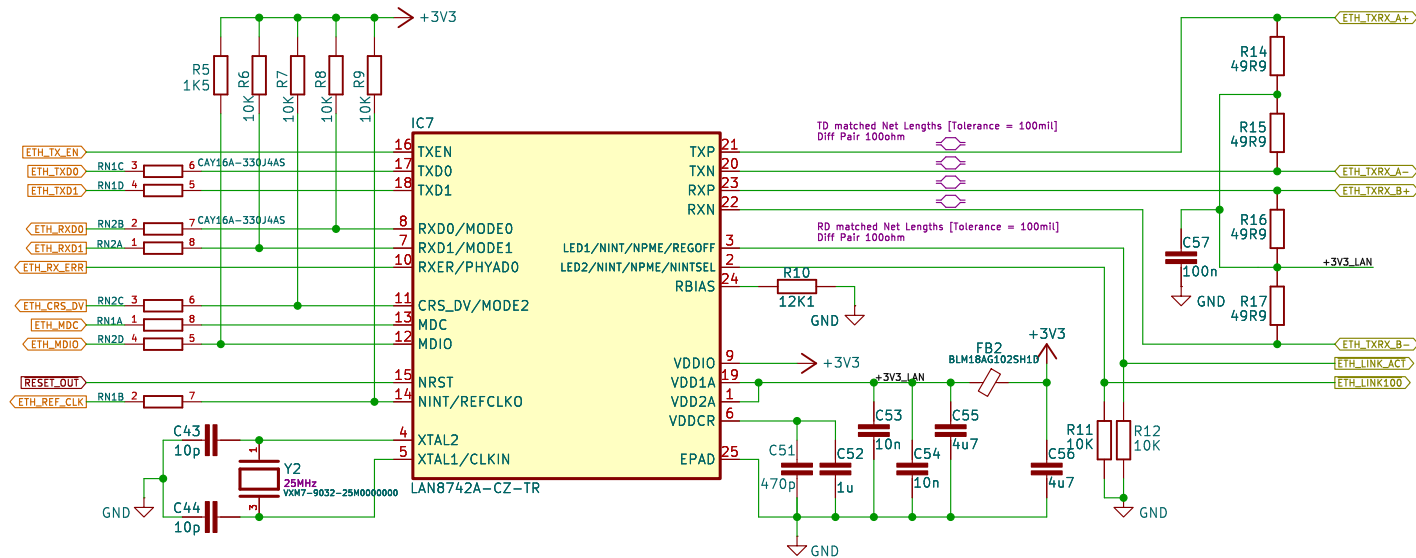 +3V3
R5
1K5
R6
10K
R7
10K
R8
10K
R9
10K
IC7
ETH_TX_EN
16
TXEN
ETH_TXD0
RN1C
3
6
CAY16A-330J4AS
17
TXD0
ETH_TXD1
RN1D
4
5
18
TXD1
ETH_RXD0
RN2B
2
7
CAY16A-330J4AS
8
RXD0/MODE0
ETH_RXD1
RN2A
1
8
7
RXD1/MODE1
ETH_RX_ERR
10
RXER/PHYAD0
ETH_CRS_DV
RN2C
3
6
11
CRS_DV/MODE2
ETH_MDC
RN1A
1
8
13
MDC
ETH_MDIO
RN2D
4
5
12
MDIO
RESET_OUT
15
NRST
ETH_REF_CLK
RN1B
2
7
14
NINT/REFCLKO
C43
10p
4
XTAL2
5
XTAL1/CLKIN
1
Y2
25MHz
VXM7-9032-25M0000000
3
C44
10p
GND
LAN8742A-CZ-TR
TXP
21
TXN
20
RXP
23
RXN
22
LED1/NINT/NPME/REGOFF
3
LED2/NINT/NPME/NINTSEL
2
RBIAS
24
VDDIO
9
VDD1A
19
VDD2A
1
VDDCR
6
EPAD
25
TD matched Net Lengths [Tolerance = 100mil]
Diff Pair 100ohm
RD matched Net Lengths [Tolerance = 100mil]
Diff Pair 100ohm
R10
12K1
GND
+3V3
+3V3_LAN
FB2
BLM18AG102SH1D
+3V3
C51
470p
C52
1u
C53
10n
C54
10n
C55
4u7
C56
4u7
GND
R11
10K
R12
10K
GND
C57
100n
GND
R14
49R9
R15
49R9
R16
49R9
+3V3_LAN
R17
49R9
ETH_TXRX_A+
ETH_TXRX_A-
ETH_TXRX_B+
ETH_TXRX_B-
ETH_LINK_ACT
ETH_LINK100